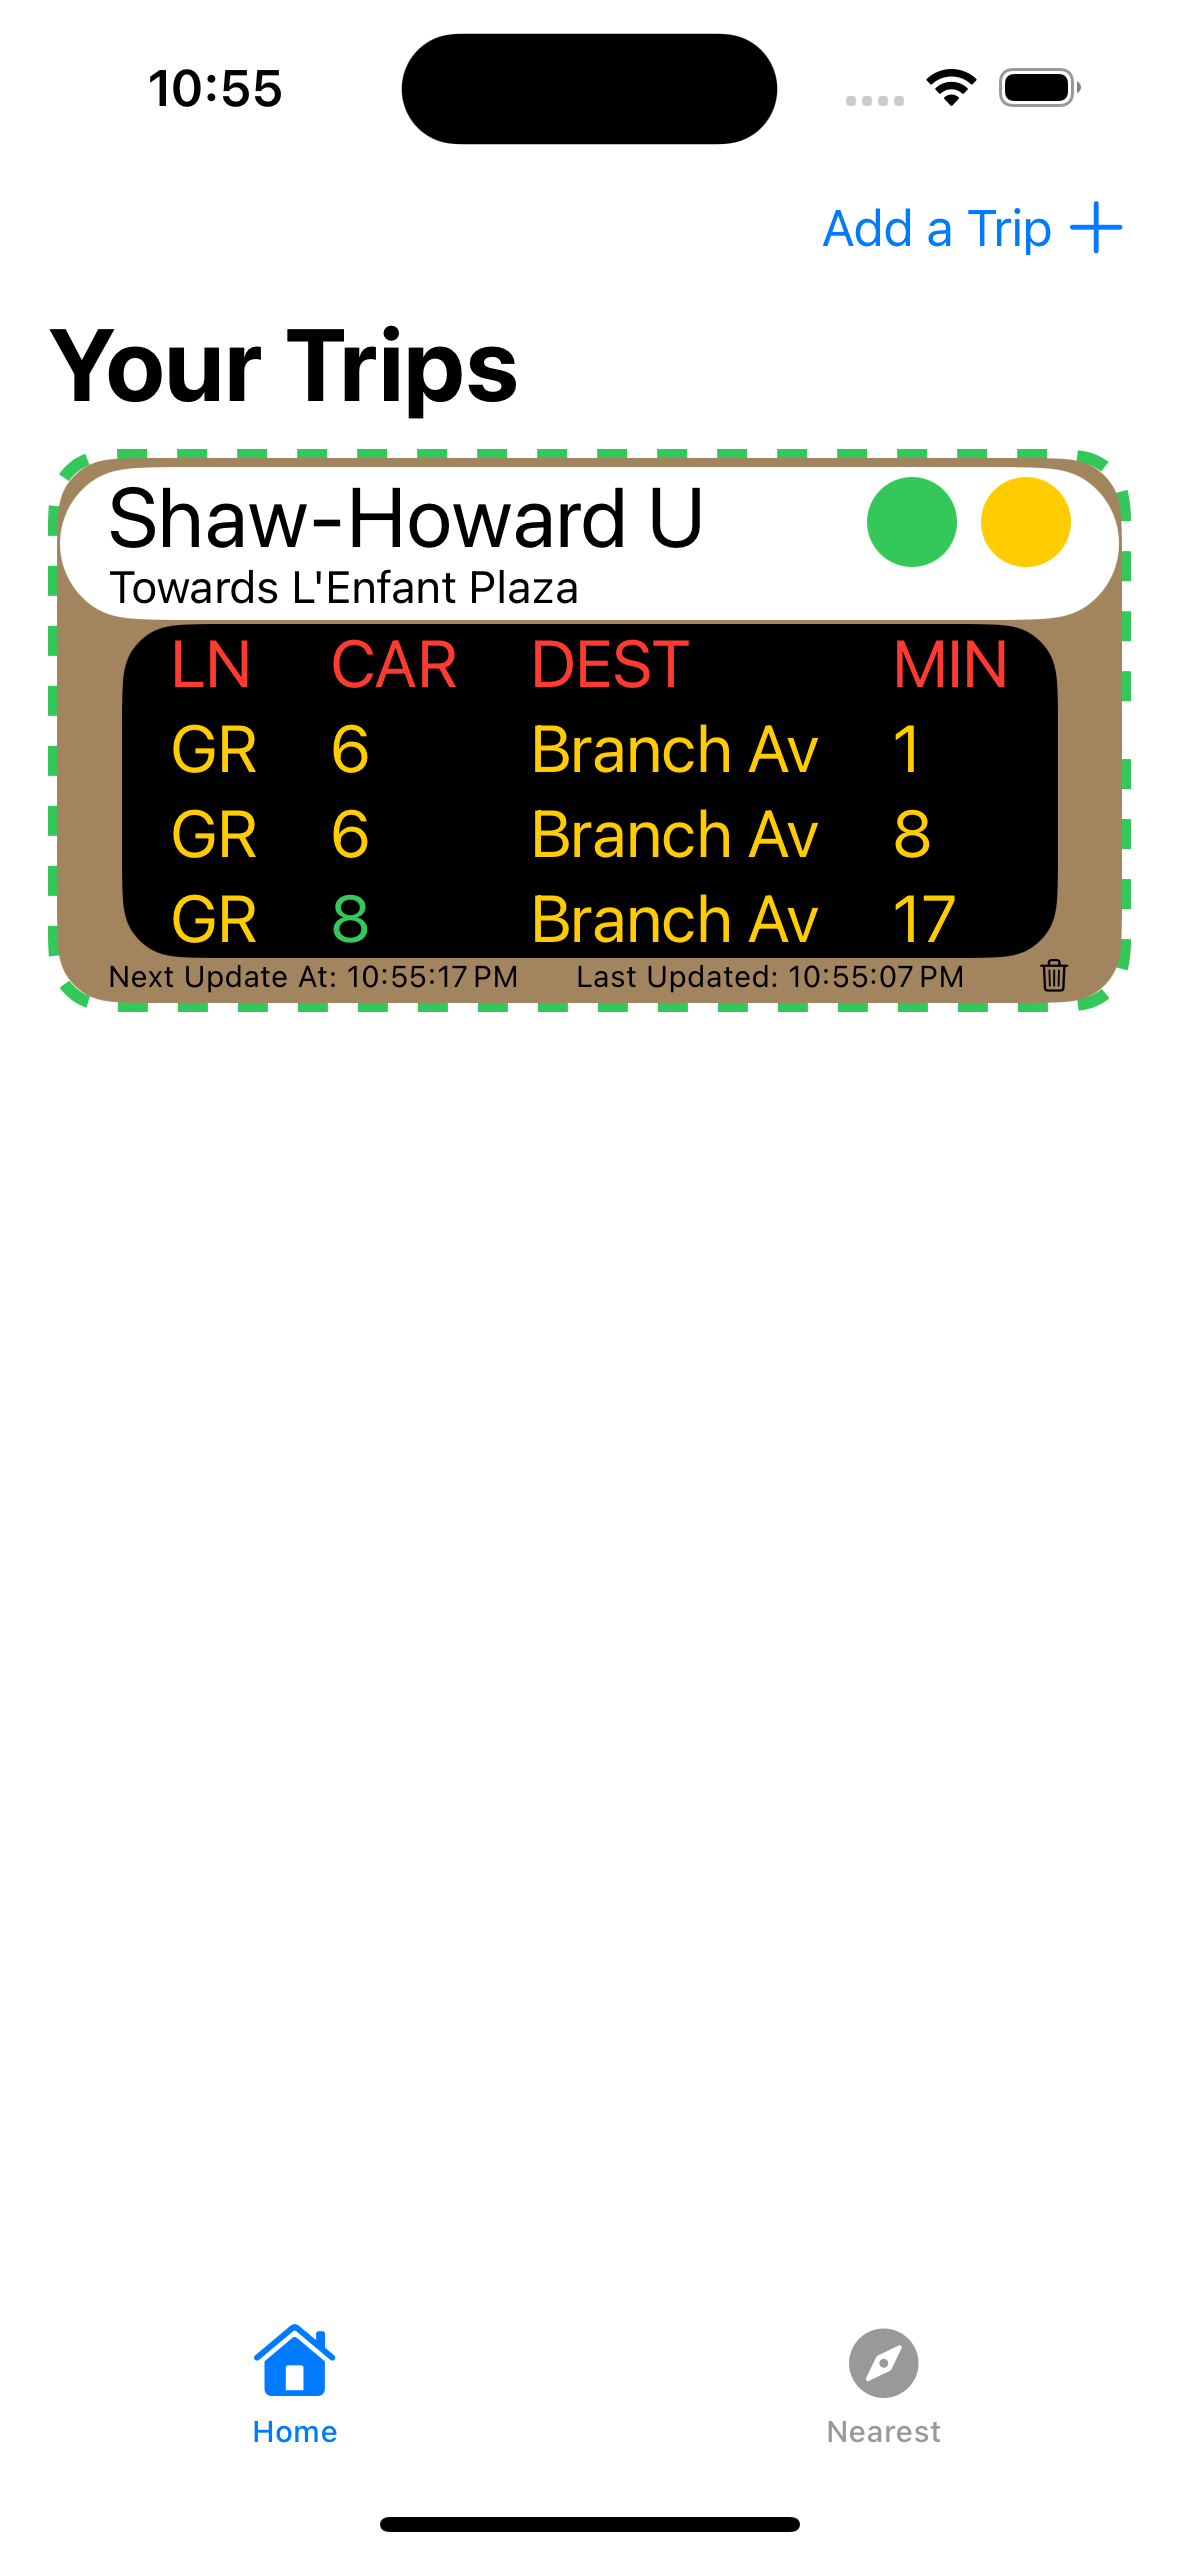 10:55
Add a Trip
Your Trips
Shaw-Howard U
Towards L'Enfant Plaza
LN CAR DEST MIN
GR 6 Branch Av 1
GR 6 Branch Av 8
GR 8 Branch Av 17
Next Update At: 10:55:17 PM Last Updated: 10:55:07 PM
Home Nearest